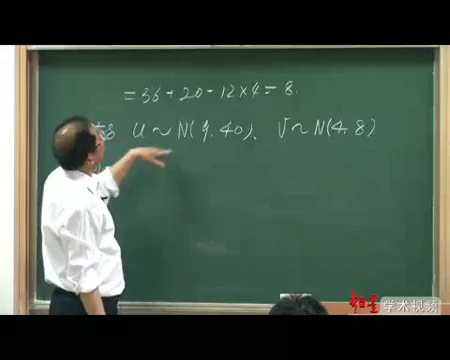 = 36 + 20 - 12 × 4 = 8.
U ~ N(9, 40)、 V ~ N(4, 8)
学术视频